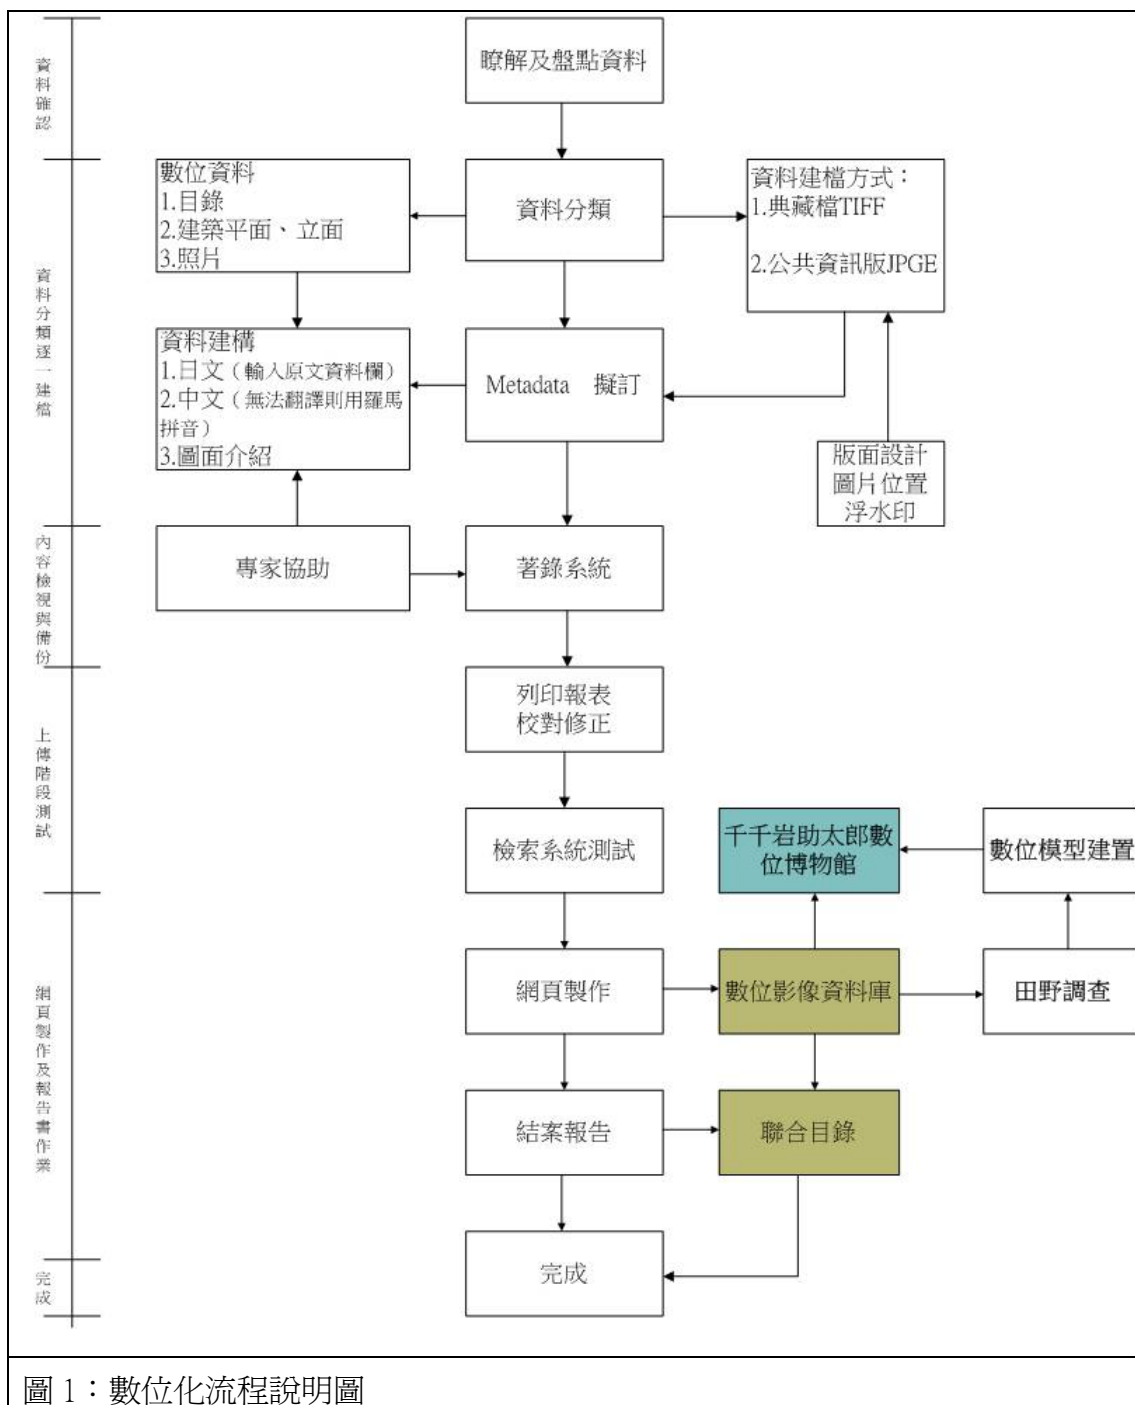 資料確認
瞭解及盤點資料
資料分類逐一建檔
數位資料
1.目錄
2.建築平面、立面
3.照片
資料分類
資料建檔方式：
1.典藏檔TIFF
2.公共資訊版JPGE
資料建構
1.日文（輸入原文資料欄）
2.中文（無法翻譯則用羅馬
拼音）
3.圖面介紹
Metadata 擬訂
版面設計
圖片位置
浮水印
內容檢視與備份
專家協助
著錄系統
上傳階段測試
列印報表
校對修正
檢索系統測試
千千岩助太郎數
位博物館
數位模型建置
網頁製作及報告書作業
網頁製作
數位影像資料庫
田野調查
結案報告
聯合目錄
完成
完成
圖 1：數位化流程說明圖